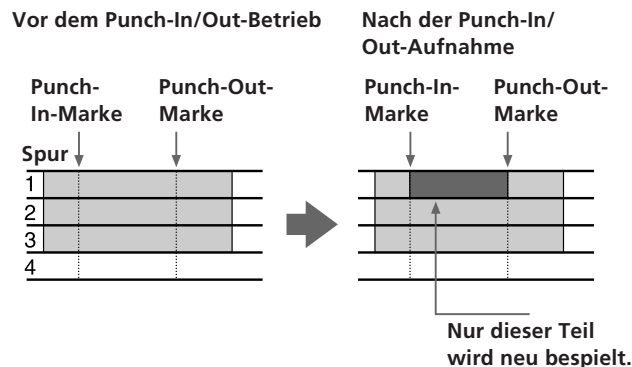 Vor dem Punch-In/Out-Betrieb
Nach der Punch-In/
Out-Aufnahme
Punch-
In-Marke
Punch-Out-
Marke
Punch-In-
Marke
Punch-Out-
Marke
Spur
1
2
3
4
Nur dieser Teil
wird neu bespielt.